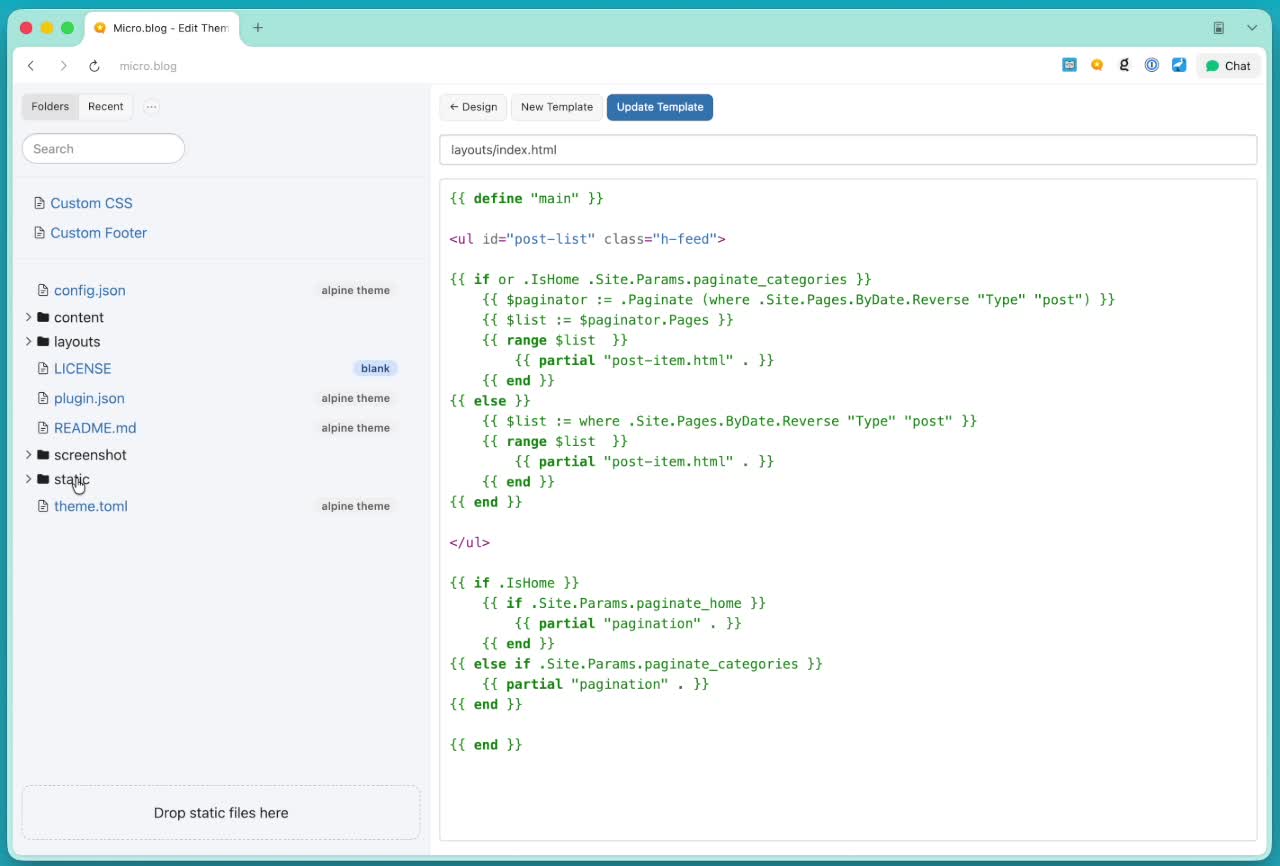 Micro.blog - Edit Them
micro.blog
Chat
Folders
Recent
Search
Custom CSS
Custom Footer
config.json alpine theme
content
layouts
LICENSE blank
plugin.json alpine theme
README.md alpine theme
screenshot
static
theme.toml alpine theme
Drop static files here
← Design
New Template
Update Template
layouts/index.html
{{ define "main" }}
<ul id="post-list" class="h-feed">
{{ if or .IsHome .Site.Params.paginate_categories }}
    {{ $paginator := .Paginate (where .Site.Pages.ByDate.Reverse "Type" "post") }}
    {{ $list := $paginator.Pages }}
    {{ range $list  }}
        {{ partial "post-item.html" . }}
    {{ end }}
{{ else }}
    {{ $list := where .Site.Pages.ByDate.Reverse "Type" "post" }}
    {{ range $list  }}
        {{ partial "post-item.html" . }}
    {{ end }}
{{ end }}
</ul>
{{ if .IsHome }}
    {{ if .Site.Params.paginate_home }}
        {{ partial "pagination" . }}
    {{ end }}
{{ else if .Site.Params.paginate_categories }}
    {{ partial "pagination" . }}
{{ end }}
{{ end }}